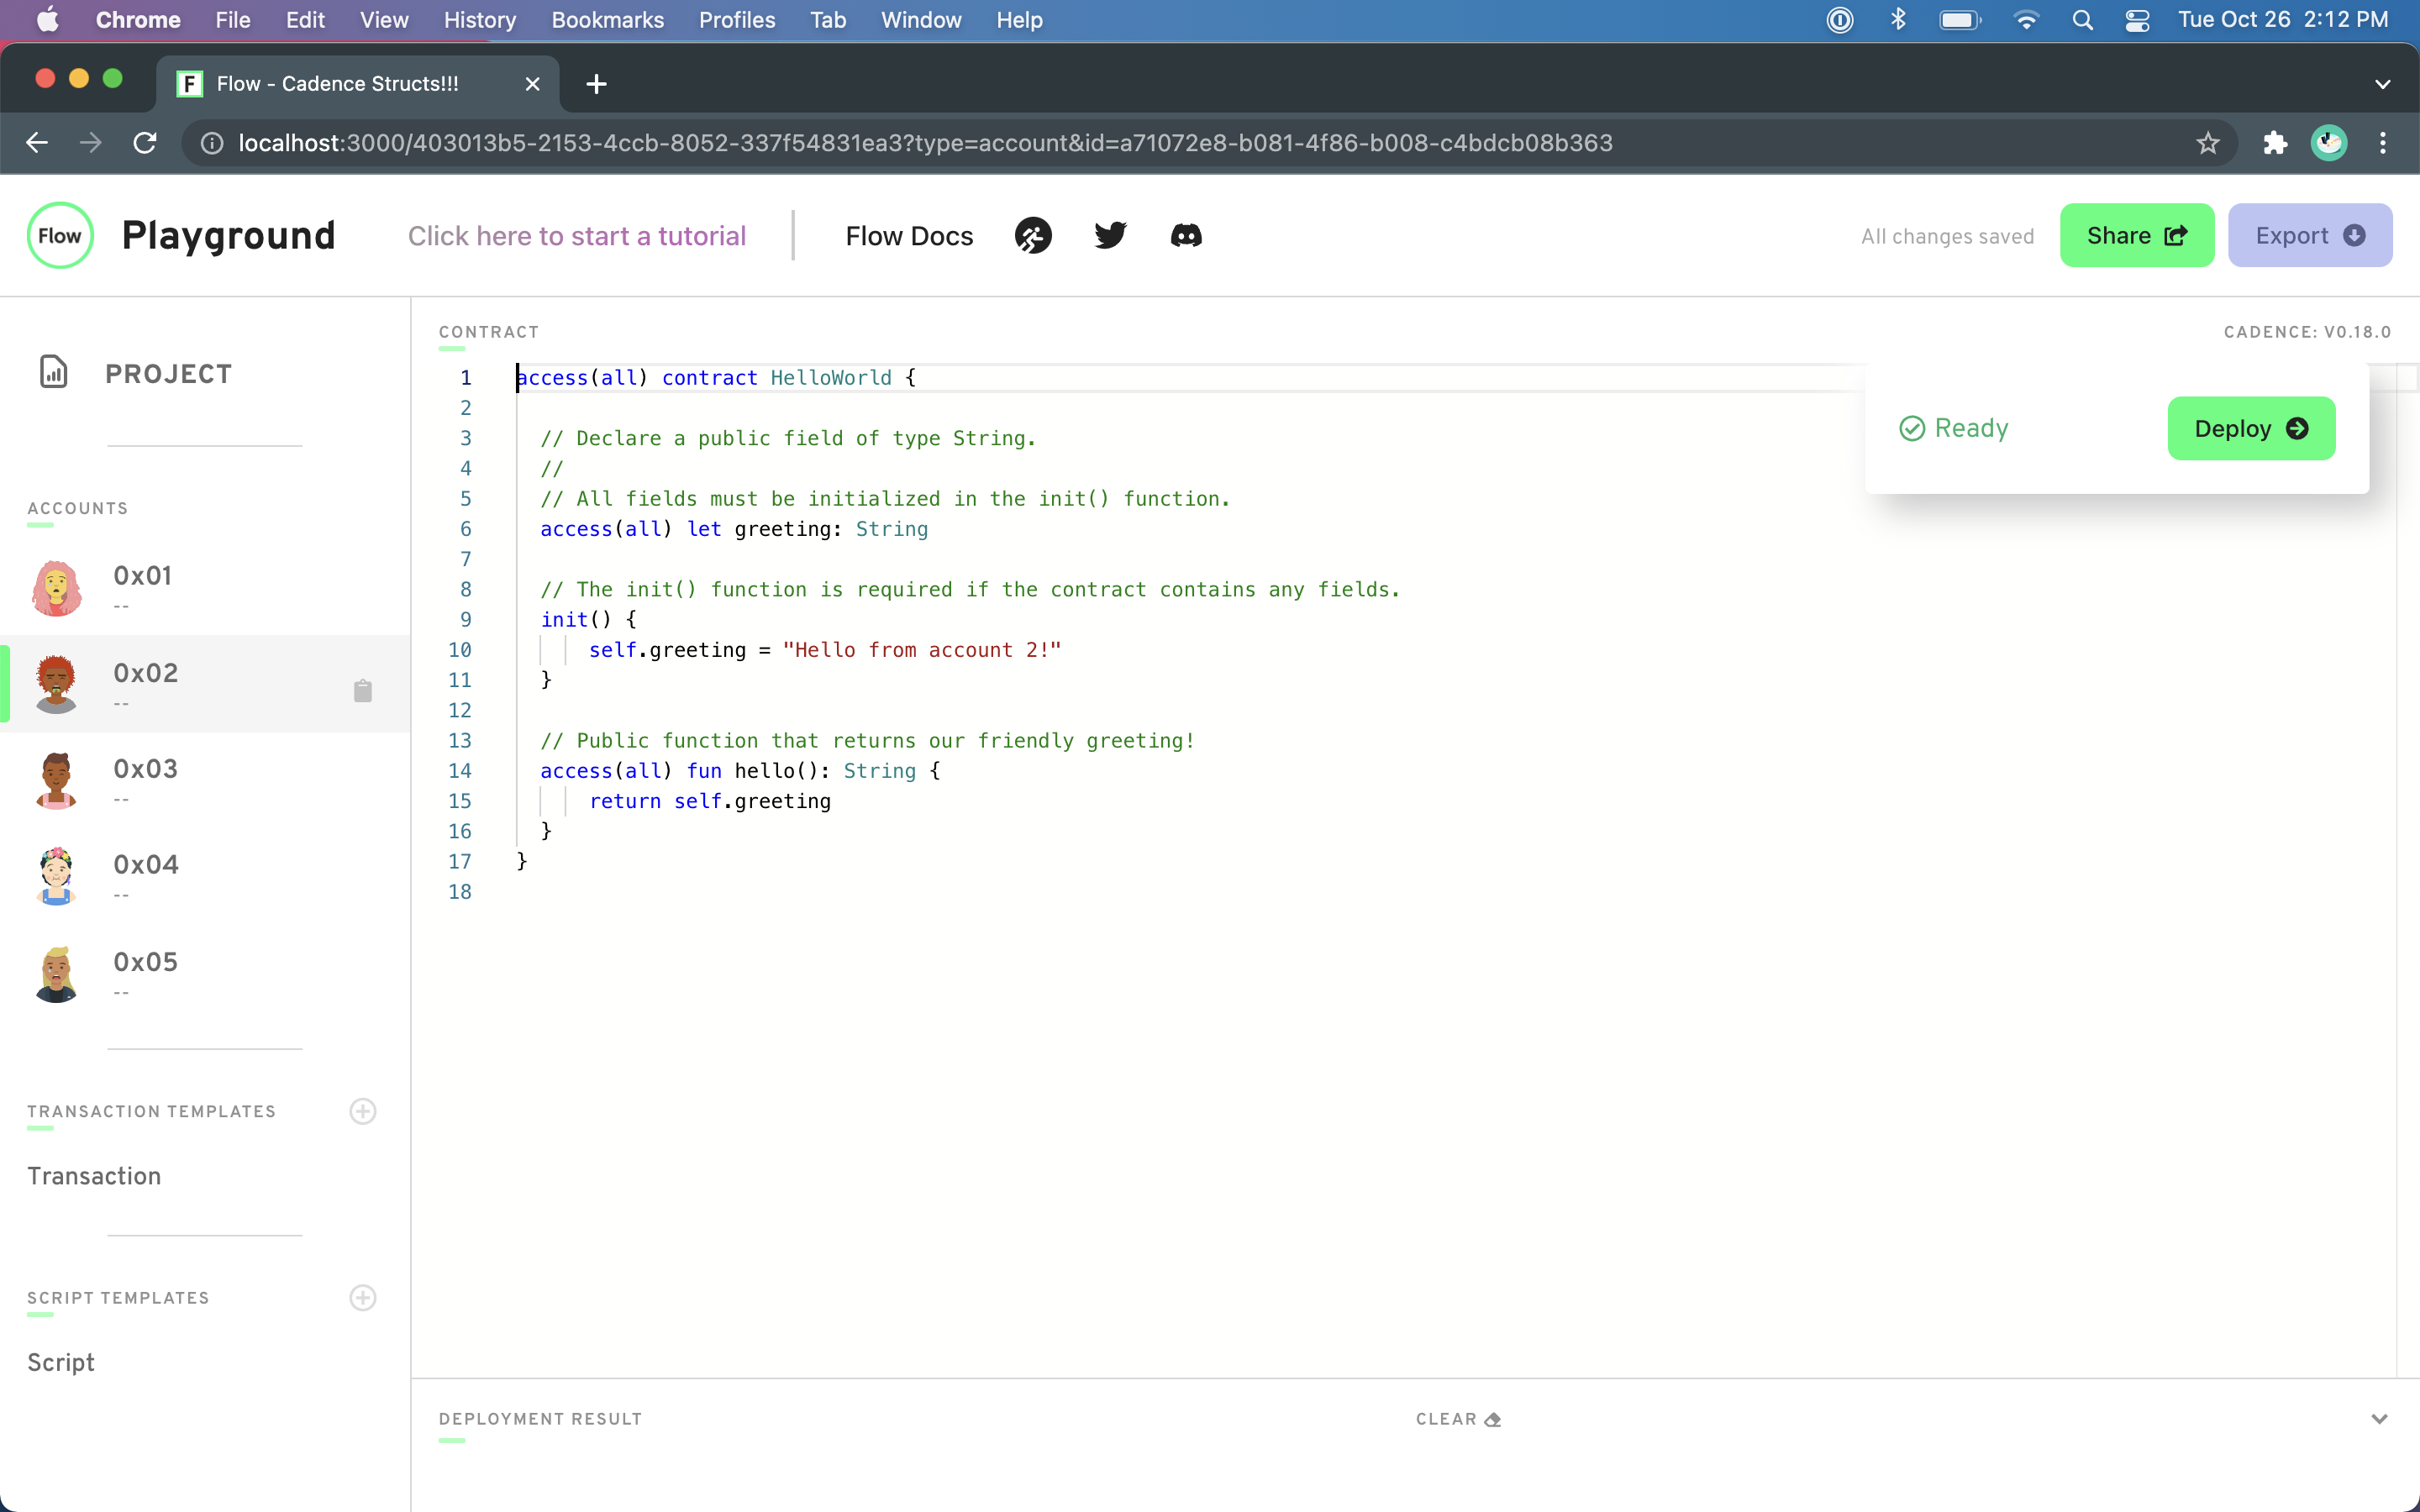 Chrome File Edit View History Bookmarks Profiles Tab Window Help Tue Oct 26 2:12 PM
F Flow - Cadence Structs!!!
localhost:3000/403013b5-2153-4ccb-8052-337f54831ea3?type=account&id=a71072e8-b081-4f86-b008-c4bdcb08b363
Flow Playground Click here to start a tutorial Flow Docs All changes saved Share Export
PROJECT
ACCOUNTS
0x01
--
0x02
--
0x03
--
0x04
--
0x05
--
TRANSACTION TEMPLATES
Transaction
SCRIPT TEMPLATES
Script
CONTRACT CADENCE: V0.18.0
Ready Deploy
1 access(all) contract HelloWorld {
2
3 // Declare a public field of type String.
4 //
5 // All fields must be initialized in the init() function.
6 access(all) let greeting: String
7
8 // The init() function is required if the contract contains any fields.
9 init() {
10 self.greeting = "Hello from account 2!"
11 }
12
13 // Public function that returns our friendly greeting!
14 access(all) fun hello(): String {
15 return self.greeting
16 }
17 }
18
DEPLOYMENT RESULT CLEAR